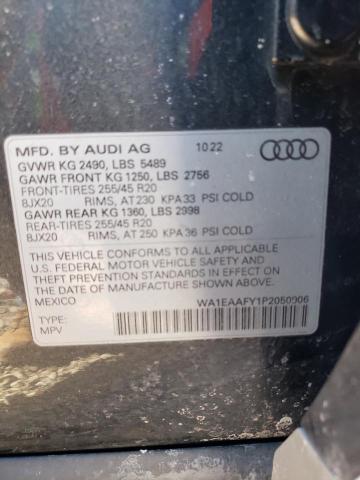 MFD. BY AUDI AG 10 22
GVWR KG 2490, LBS 5489
GAWR FRONT KG 1250, LBS 2756
FRONT-TIRES 255/45 R20
8JX20 RIMS, AT 230 KPA 33 PSI COLD
GAWR REAR KG 1360, LBS 2998
REAR-TIRES 255/45 R20
8JX20 RIMS, AT 250 KPA 36 PSI COLD
THIS VEHICLE CONFORMS TO ALL APPLICABLE
U.S. FEDERAL MOTOR VEHICLE SAFETY AND
THEFT PREVENTION STANDARDS IN EFFECT ON
THE DATE OF MANUFACTURE SHOWN ABOVE.
MEXICO WA1EAAFY1P2050906
TYPE:
MPV